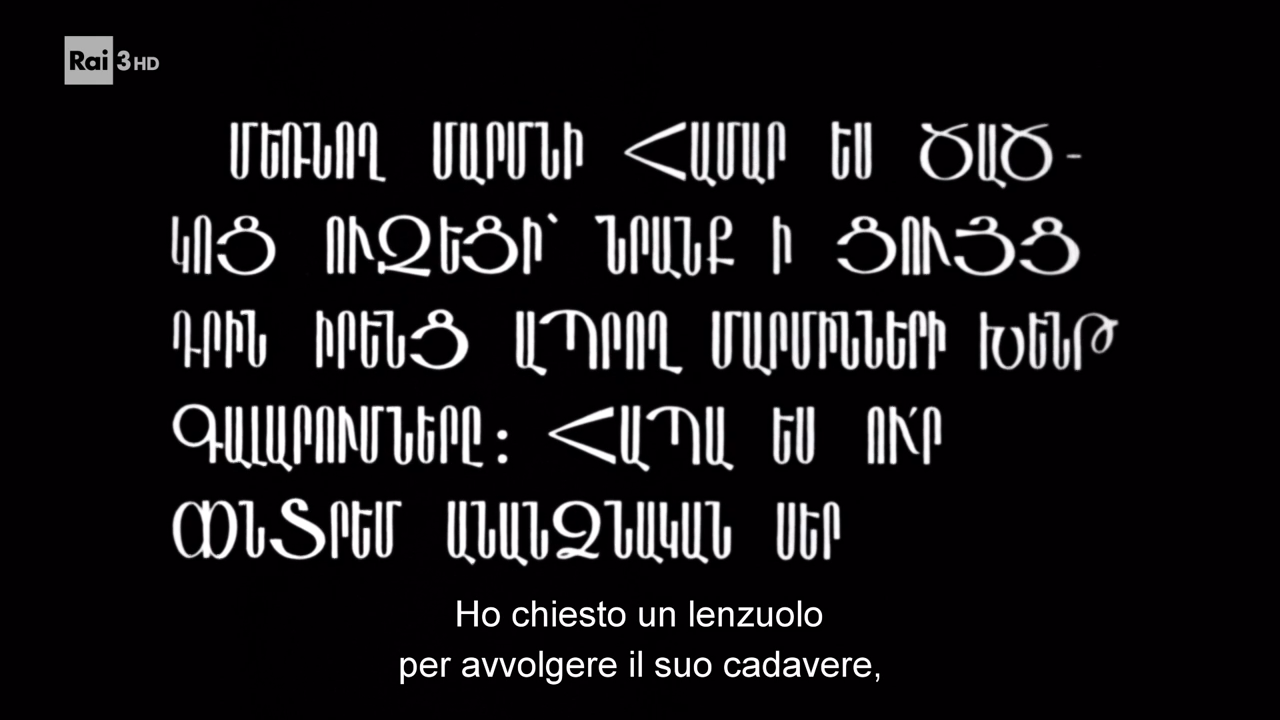 Rai 3HD
ՄԵՌՆՈՂ ՄԱՐՄՆԻ ՀԱՄԱՐ ԵՍ ԾԱԾ-
ԿՈՑ ՈՒԶԵՑԻ՝ ՆՐԱՆՔ Ի ՑՈՒՅՑ
ԴՐԻՆ ԻՐԵՆՑ ԱՊՐՈՂ ՄԱՐՄԻՆՆԵՐԻ ԽԵՆԹ
ԳԱԼԱՐՈՒՄՆԵՐԸ: ՀԱՊԱ ԵՍ ՈՒ՛Ր
ՓՆՏՐԵՄ ԱՆԱՆՁՆԱԿԱՆ ՍԵՐ
Ho chiesto un lenzuolo
per avvolgere il suo cadavere,